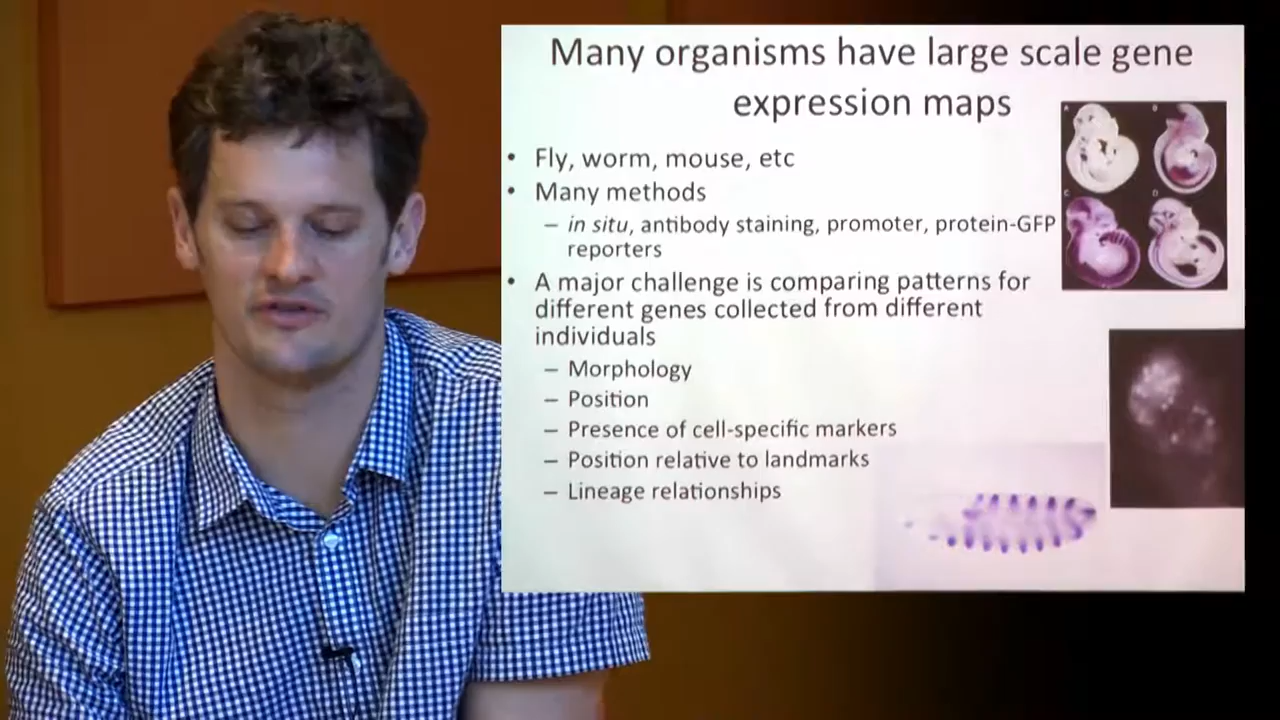 Many organisms have large scale gene
expression maps
• Fly, worm, mouse, etc
• Many methods
– in situ, antibody staining, promoter, protein-GFP
reporters
• A major challenge is comparing patterns for
different genes collected from different
individuals
– Morphology
– Position
– Presence of cell-specific markers
– Position relative to landmarks
– Lineage relationships